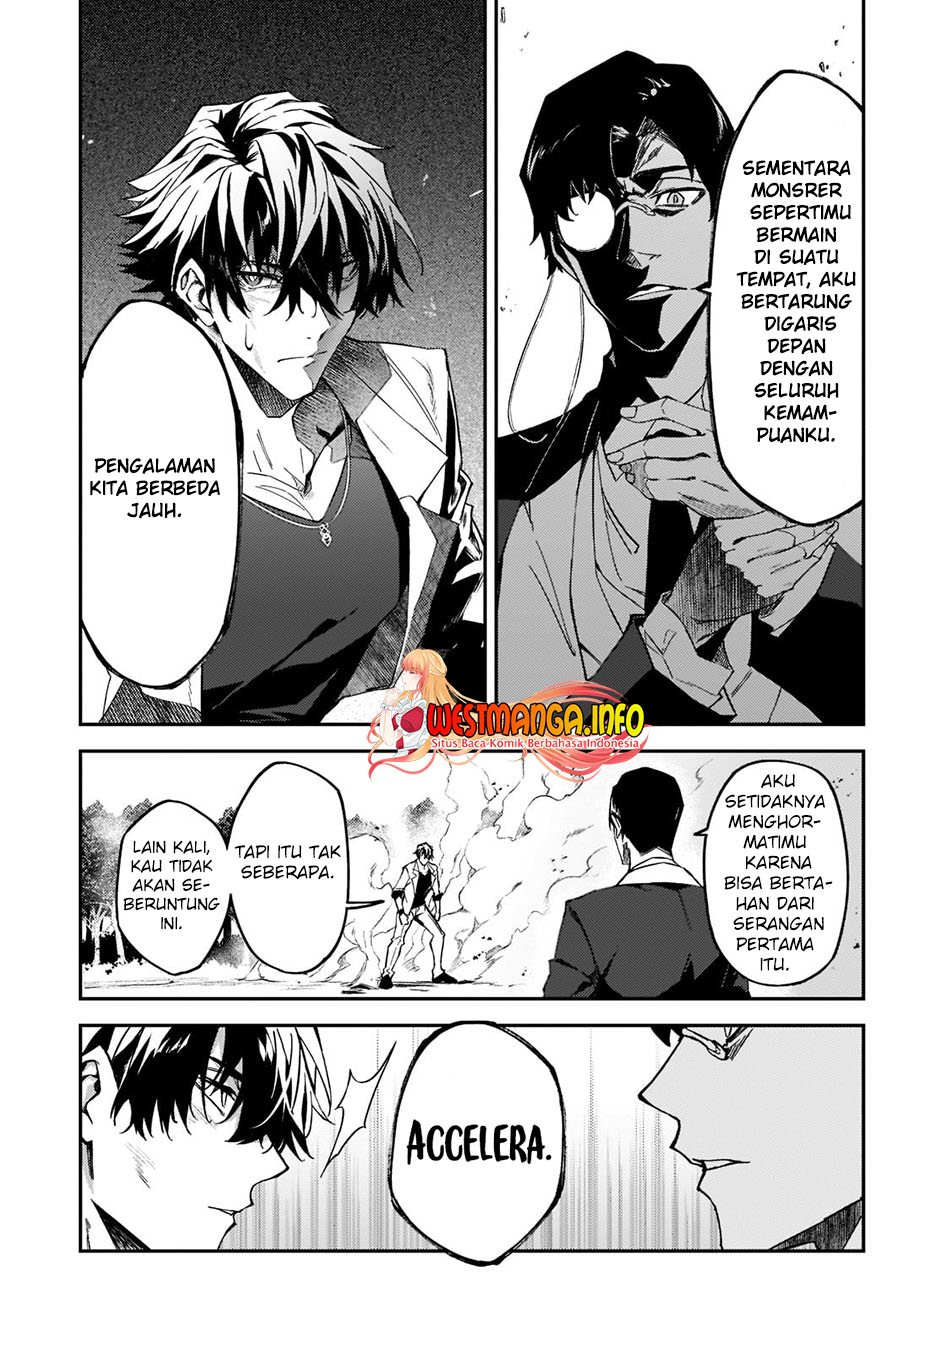 SEMENTARA
MONSRER
SEPERTIMU
BERMAIN
DI SUATU
TEMPAT, AKU
BERTARUNG
DIGARIS
DEPAN
DENGAN
SELURUH
KEMAM-
PUANKU.
PENGALAMAN
KITA BERBEDA
JAUH.
WESTMANGA.INFO
Situs Baca Komik Berbahasa Indonesia
AKU
SETIDAKNYA
MENGHOR-
MATIMU
KARENA
BISA BERTA-
HAN DARI
SERANGAN
PERTAMA
ITU.
TAPI ITU TAK
SEBERAPA.
LAIN KALI,
KAU TIDAK
AKAN SE-
BERUNTUNG
INI.
ACCELERA.